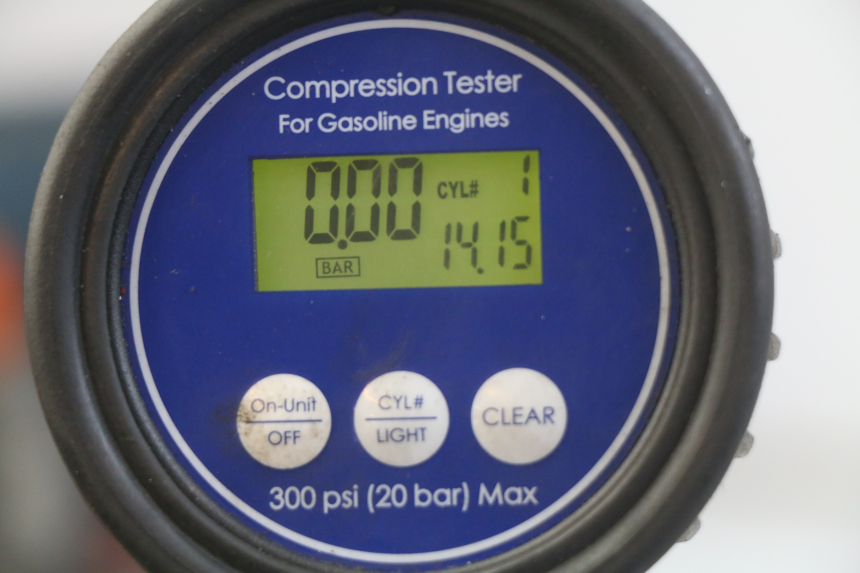 Compression Tester
For Gasoline Engines
0.00 CYL# 1
BAR 14.15
On-Unit
OFF
CYL#
LIGHT
CLEAR
300 psi (20 bar) Max